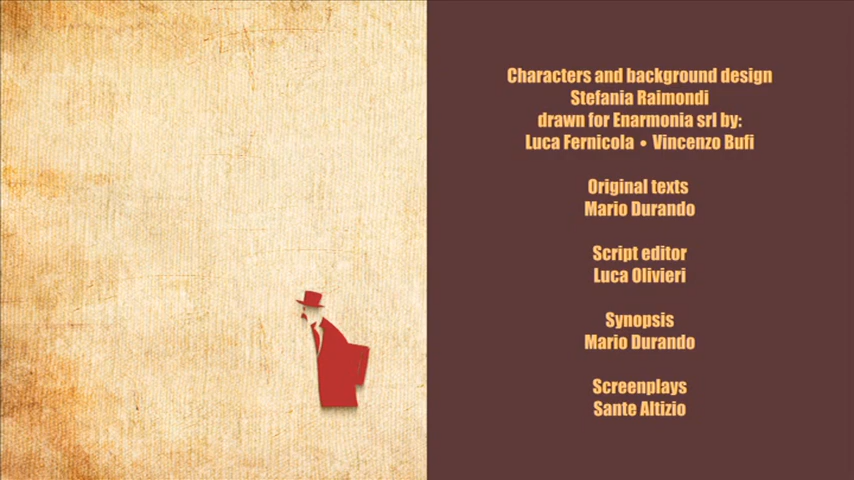 Characters and background design
Stefania Raimondi
drawn for Enarmonia srl by:
Luca Fernicola • Vincenzo Bufi
Original texts
Mario Durando
Script editor
Luca Olivieri
Synopsis
Mario Durando
Screenplays
Sante Altizio